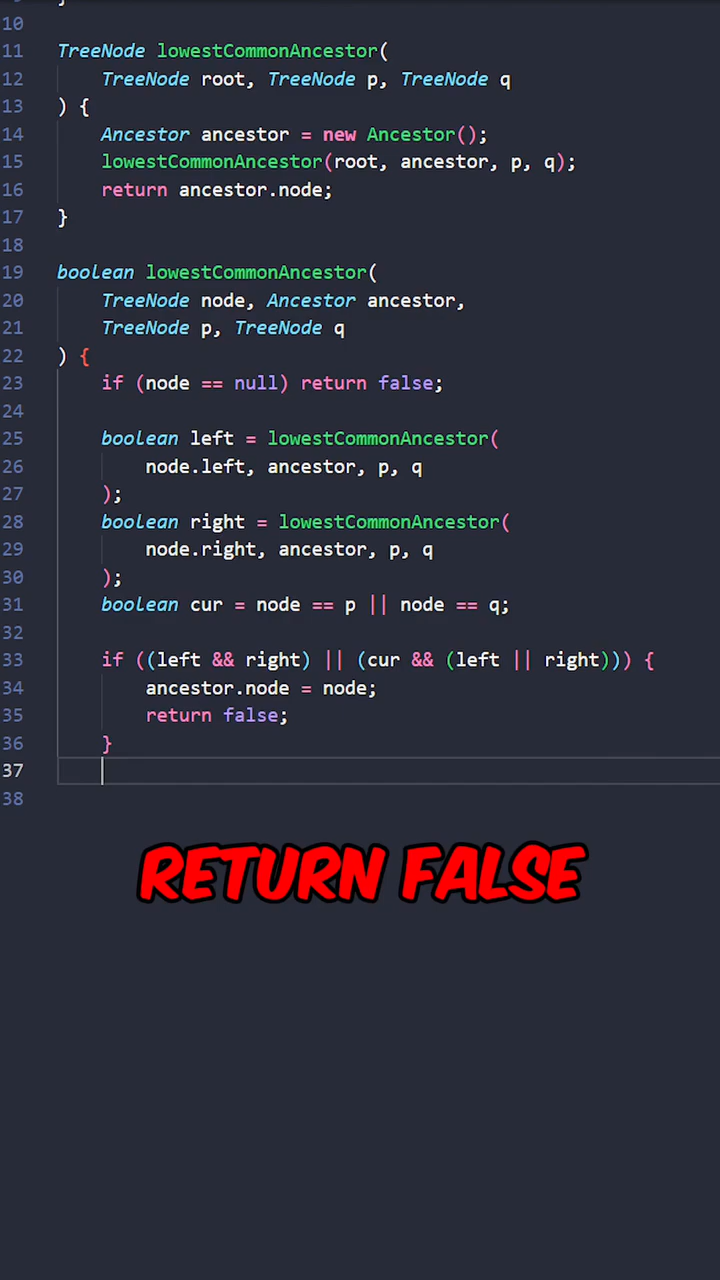 10
11 TreeNode lowestCommonAncestor(
12     TreeNode root, TreeNode p, TreeNode q
13 ) {
14     Ancestor ancestor = new Ancestor();
15     lowestCommonAncestor(root, ancestor, p, q);
16     return ancestor.node;
17 }
18
19 boolean lowestCommonAncestor(
20     TreeNode node, Ancestor ancestor,
21     TreeNode p, TreeNode q
22 ) {
23     if (node == null) return false;
24
25     boolean left = lowestCommonAncestor(
26         node.left, ancestor, p, q
27     );
28     boolean right = lowestCommonAncestor(
29         node.right, ancestor, p, q
30     );
31     boolean cur = node == p || node == q;
32
33     if ((left && right) || (cur && (left || right))) {
34         ancestor.node = node;
35         return false;
36     }
37
38
RETURN FALSE